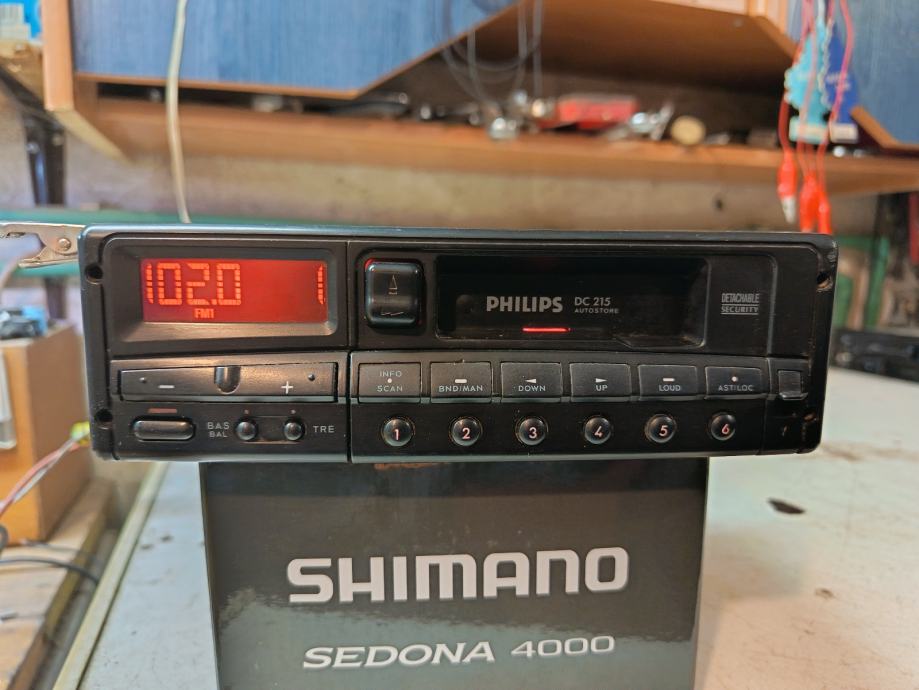 102.0 1
FM1
PHILIPS DC 215
AUTOSTORE
DETACHABLE
SECURITY
- +
INFO
SCAN
BND/MAN
DOWN
UP
LOUD
AST/LOC
BAS
BAL
TRE
1 2 3 4 5 6
SHIMANO
SEDONA 4000